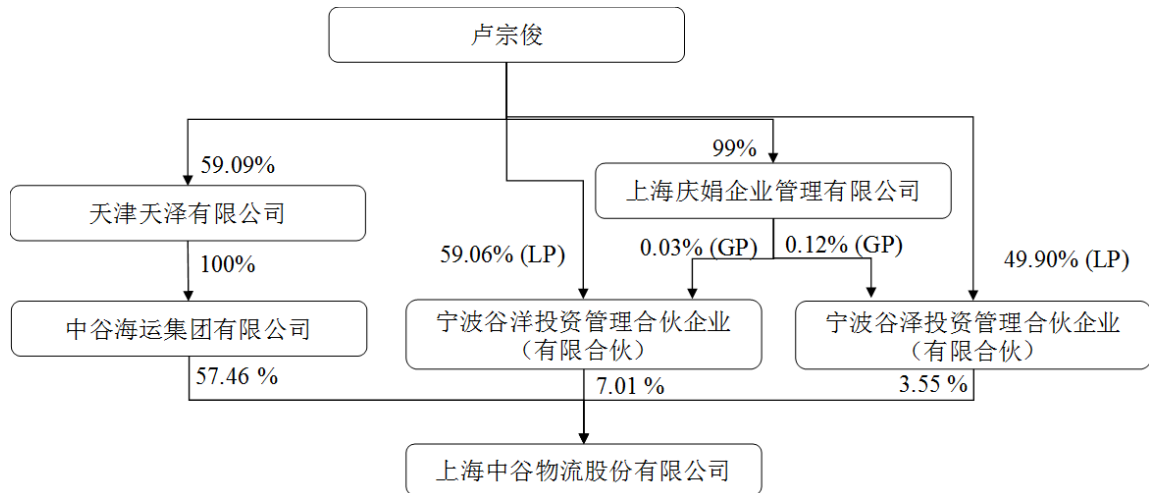 卢宗俊
59.09%
99%
天津天泽有限公司
上海庆娟企业管理有限公司
100%
59.06% (LP)
0.03% (GP)
0.12% (GP)
49.90% (LP)
中谷海运集团有限公司
宁波谷洋投资管理合伙企业
（有限合伙）
宁波谷泽投资管理合伙企业
（有限合伙）
57.46 %
7.01 %
3.55 %
上海中谷物流股份有限公司